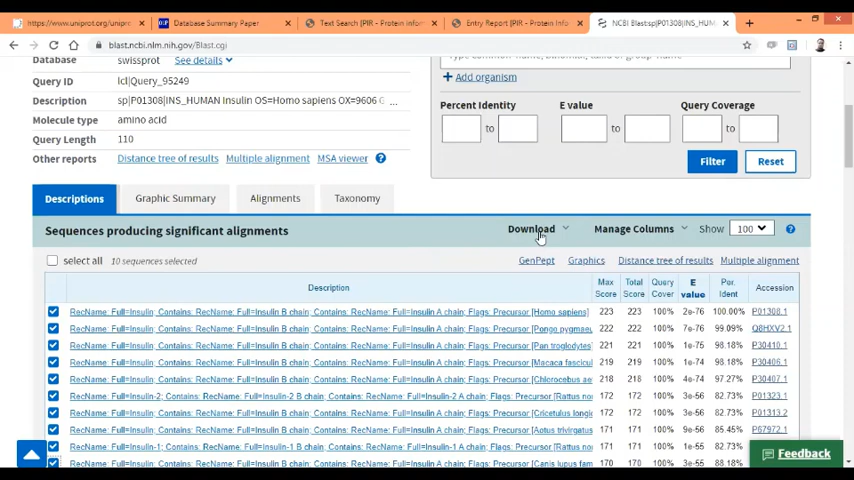 https://www.uniprot.org/unipr
Database Summary Paper
Text Search [PIR - Protein Inform
Entry Report [PIR - Protein Info
NCBI Blast:sp|P01308|INS_HUM
blast.ncbi.nlm.nih.gov/Blast.cgi
Database swissprot See details
Query ID lcl|Query_95249
Description sp|P01308|INS_HUMAN Insulin OS=Homo sapiens OX=9606 G ...
Molecule type amino acid
Query Length 110
Other reports Distance tree of results Multiple alignment MSA viewer ?
+ Add organism
Percent Identity E value Query Coverage
to to to
Filter Reset
Descriptions Graphic Summary Alignments Taxonomy
Sequences producing significant alignments Download Manage Columns Show 100 ?
select all 10 sequences selected GenPept Graphics Distance tree of results Multiple alignment
Description Max Score Total Score Query Cover E value Per. Ident Accession
RecName: Full=Insulin; Contains: RecName: Full=Insulin B chain; Contains: RecName: Full=Insulin A chain; Flags: Precursor [Homo sapiens] 223 223 100% 2e-76 100.00% P01308.1
RecName: Full=Insulin; Contains: RecName: Full=Insulin B chain; Contains: RecName: Full=Insulin A chain; Flags: Precursor [Pongo pygmaeu 222 222 100% 7e-76 99.09% Q8HXV2.1
RecName: Full=Insulin; Contains: RecName: Full=Insulin B chain; Contains: RecName: Full=Insulin A chain; Flags: Precursor [Pan troglodytes] 221 221 100% 1e-75 98.18% P30410.1
RecName: Full=Insulin; Contains: RecName: Full=Insulin B chain; Contains: RecName: Full=Insulin A chain; Flags: Precursor [Macaca fascicul 219 219 100% 1e-74 98.18% P30406.1
RecName: Full=Insulin; Contains: RecName: Full=Insulin B chain; Contains: RecName: Full=Insulin A chain; Flags: Precursor [Chlorocebus ae 218 218 100% 4e-74 97.27% P30407.1
RecName: Full=Insulin-2; Contains: RecName: Full=Insulin-2 B chain; Contains: RecName: Full=Insulin-2 A chain; Flags: Precursor [Rattus nor 172 172 100% 3e-56 82.73% P01323.1
RecName: Full=Insulin; Contains: RecName: Full=Insulin B chain; Contains: RecName: Full=Insulin A chain; Flags: Precursor [Cricetulus longic 172 172 100% 4e-56 82.73% P01313.2
RecName: Full=Insulin; Contains: RecName: Full=Insulin B chain; Contains: RecName: Full=Insulin A chain; Flags: Precursor [Aotus trivirgatus 171 171 100% 9e-56 85.45% P67972.1
RecName: Full=Insulin-1; Contains: RecName: Full=Insulin-1 B chain; Contains: RecName: Full=Insulin-1 A chain; Flags: Precursor [Rattus nor 171 171 100% 1e-55 82.73% P01322.1
RecName: Full=Insulin; Contains: RecName: Full=Insulin B chain; Contains: RecName: Full=Insulin A chain; Flags: Precursor [Canis lupus fam 170 170 100% 3e-55 88.18% P01321.1
Feedback